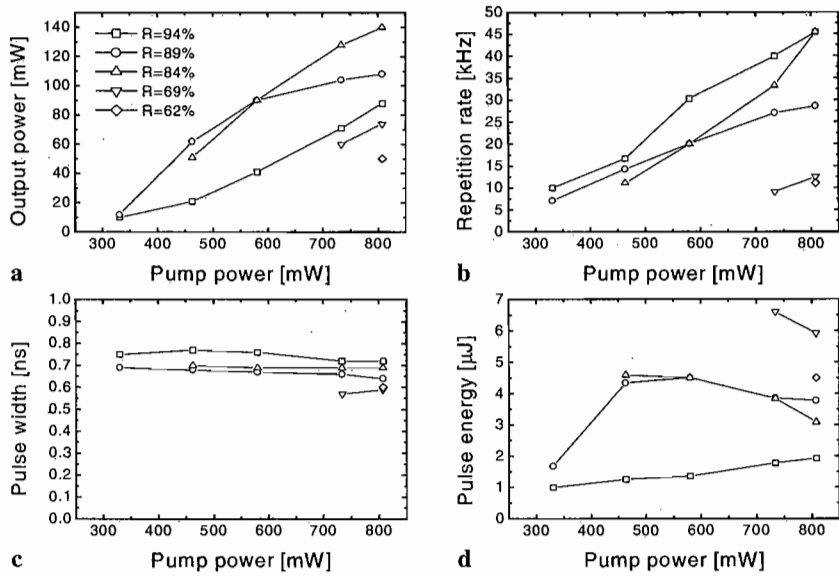 140
120
100
80
60
40
20
0
Output power [mW]
R=94%
R=89%
R=84%
R=69%
R=62%
300 400 500 600 700 800
Pump power [mW]
a
50
45
40
35
30
25
20
15
10
5
0
Repetition rate [kHz]
300 400 500 600 700 800
Pump power [mW]
b
1.0
0.9
0.8
0.7
0.6
0.5
0.4
0.3
0.2
0.1
0.0
Pulse width [ns]
300 400 500 600 700 800
Pump power [mW]
c
7
6
5
4
3
2
1
0
Pulse energy [µJ]
300 400 500 600 700 800
Pump power [mW]
d